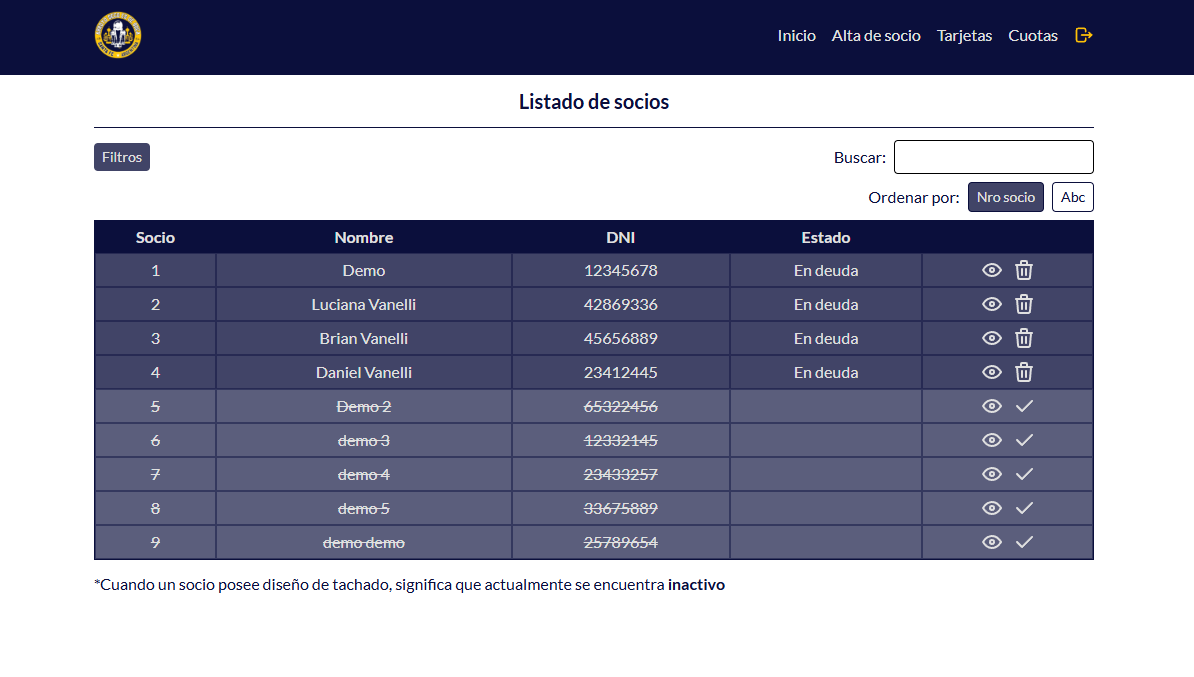 Inicio Alta de socio Tarjetas Cuotas
Listado de socios
Filtros Buscar:
Ordenar por: Nro socio Abc
Socio Nombre DNI Estado
1 Demo 12345678 En deuda
2 Luciana Vanelli 42869336 En deuda
3 Brian Vanelli 45656889 En deuda
4 Daniel Vanelli 23412445 En deuda
5 Demo 2 65322456
6 demo 3 12332145
7 demo 4 23433257
8 demo 5 33675889
9 demo demo 25789654
*Cuando un socio posee diseño de tachado, significa que actualmente se encuentra inactivo